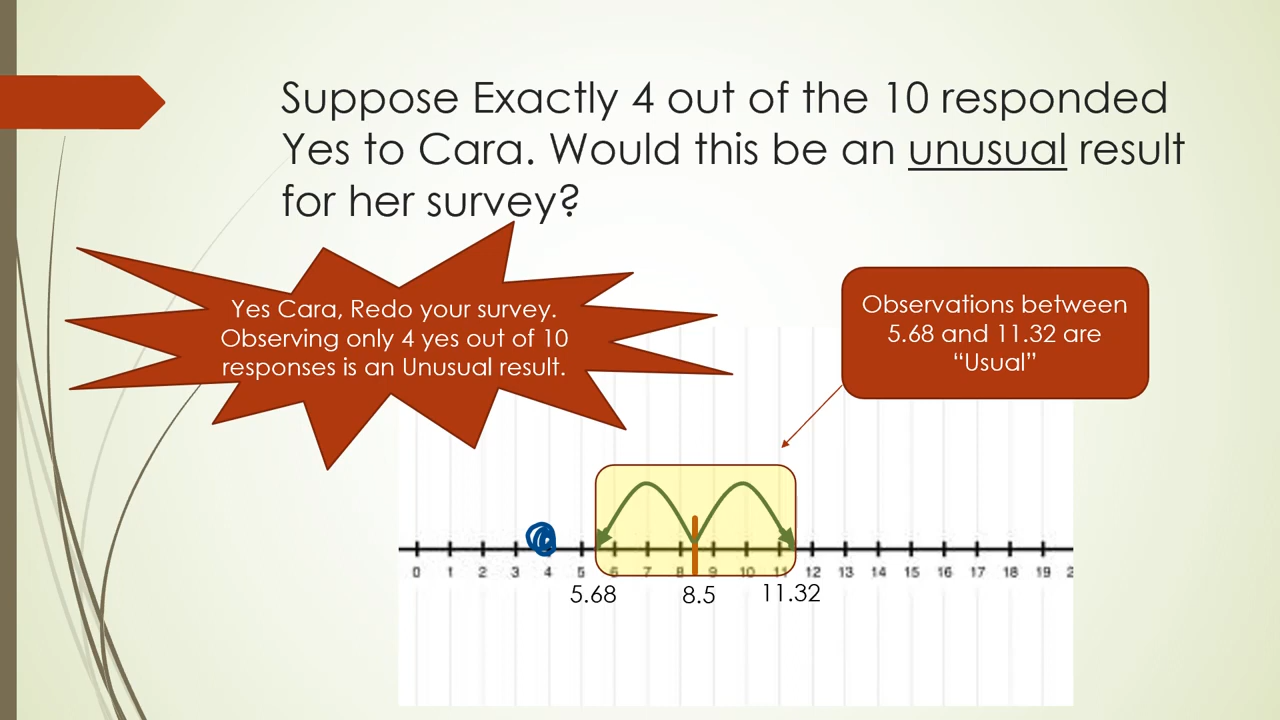 Suppose Exactly 4 out of the 10 responded
Yes to Cara. Would this be an unusual result
for her survey?
Yes Cara, Redo your survey.
Observing only 4 yes out of 10
responses is an Unusual result.
Observations between
5.68 and 11.32 are
“Usual”
0 1 2 3 4 5 6 7 8 9 10 11 12 13 14 15 16 17 18 19 2
5.68 8.5 11.32